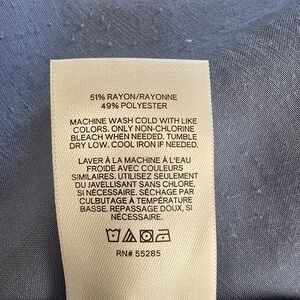 51% RAYON/RAYONNE
49% POLYESTER
MACHINE WASH COLD WITH LIKE
COLORS. ONLY NON-CHLORINE
BLEACH WHEN NEEDED. TUMBLE
DRY LOW. COOL IRON IF NEEDED.
LAVER À LA MACHINE À L'EAU
FROIDE AVEC COULEURS
SIMILAIRES. UTILISEZ SEULEMENT
DU JAVELLISANT SANS CHLORE,
SI NÉCESSAIRE. SÉCHAGE PAR
CULBUTAGE À TEMPÉRATURE
BASSE. REPASSAGE DOUX, SI
NÉCESSAIRE.
RN# 55285